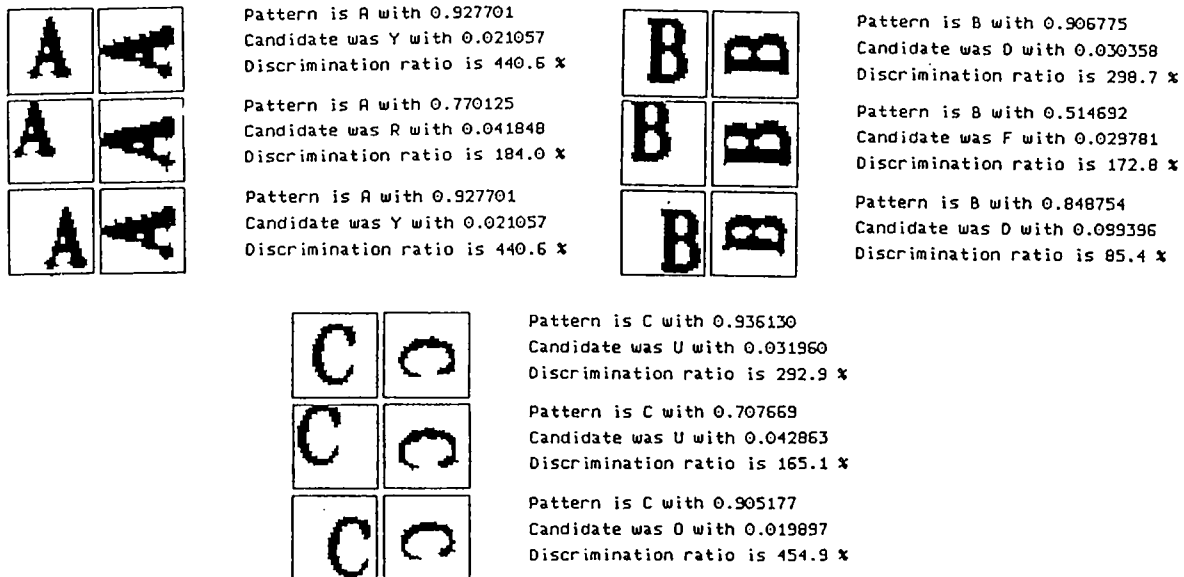 Pattern is A with 0.927701
Candidate was Y with 0.021057
Discrimination ratio is 440.6 %
Pattern is A with 0.770125
Candidate was R with 0.041848
Discrimination ratio is 184.0 %
Pattern is A with 0.927701
Candidate was Y with 0.021057
Discrimination ratio is 440.6 %
Pattern is B with 0.906775
Candidate was D with 0.030358
Discrimination ratio is 298.7 %
Pattern is B with 0.514692
Candidate was F with 0.029781
Discrimination ratio is 172.8 %
Pattern is B with 0.848754
Candidate was D with 0.099396
Discrimination ratio is 85.4 %
Pattern is C with 0.936130
Candidate was U with 0.031960
Discrimination ratio is 292.9 %
Pattern is C with 0.707669
Candidate was U with 0.042863
Discrimination ratio is 165.1 %
Pattern is C with 0.905177
Candidate was O with 0.019897
Discrimination ratio is 454.9 %
A A
A A
A A
B B
B B
B B
C C
C C
C C